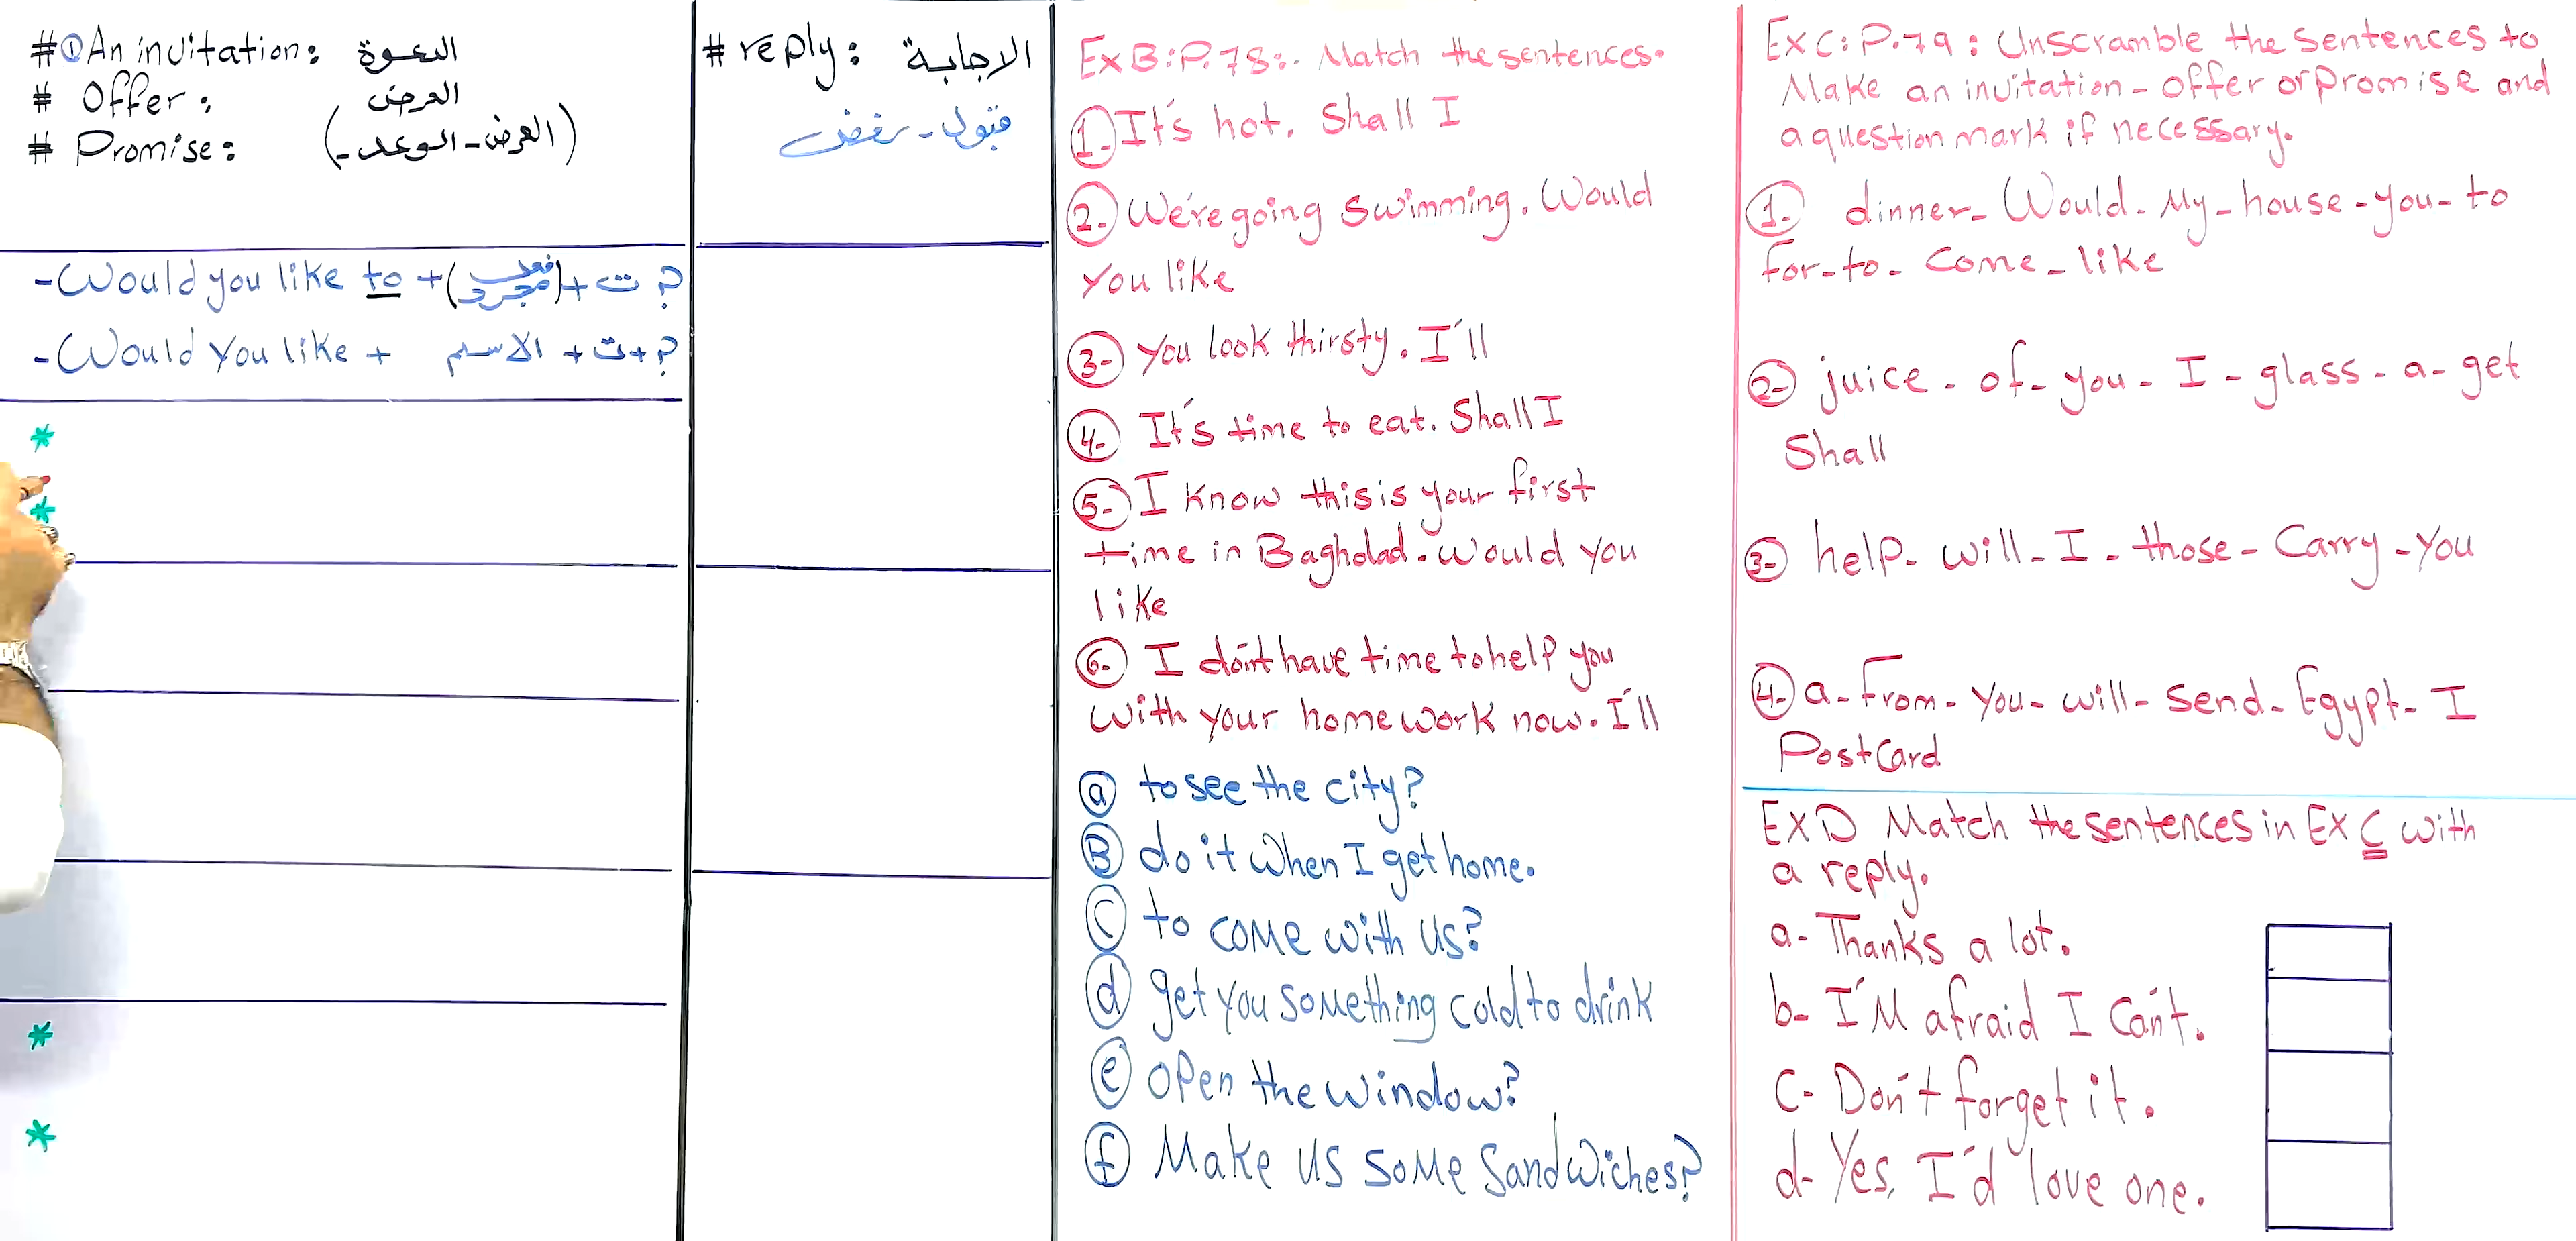 #① An invitation: الدعوة
# Offer: العرض
# Promise: (العرض-الوعد-)
-Would you like to +(فعل مجرد)+ ت ?
-Would you like + الاسم + ت + ?
*
*
*
*
# reply: الاجابة
قبول-رفض
Ex B:P.78:- Match the sentences.
1- It's hot. Shall I
2. We're going swimming. Would
you like
3- You look thirsty. I'll
4- It's time to eat. Shall I
5- I know this is your first
time in Baghdad. Would you
like
6- I don't have time to help you
with your homework now. I'll
a to see the city?
B do it when I get home.
C to come with us?
d get you something cold to drink
e open the window?
f Make us some sandwiches?
Ex C: P.79: Unscramble the sentences to
Make an invitation - offer or promise and
a question mark if necessary.
1. dinner- Would- My- house-you-to
for-to- come- like
2- juice- of- you- I- glass- a- get
Shall
3- help- will- I- those- Carry-you
4- a- From- you- will- send- Egypt- I
Postcard
Ex D Match the sentences in Ex C with
a reply.
a- Thanks a lot.
b- I'm afraid I can't.
C- Don't forget it.
d- Yes, I'd love one.